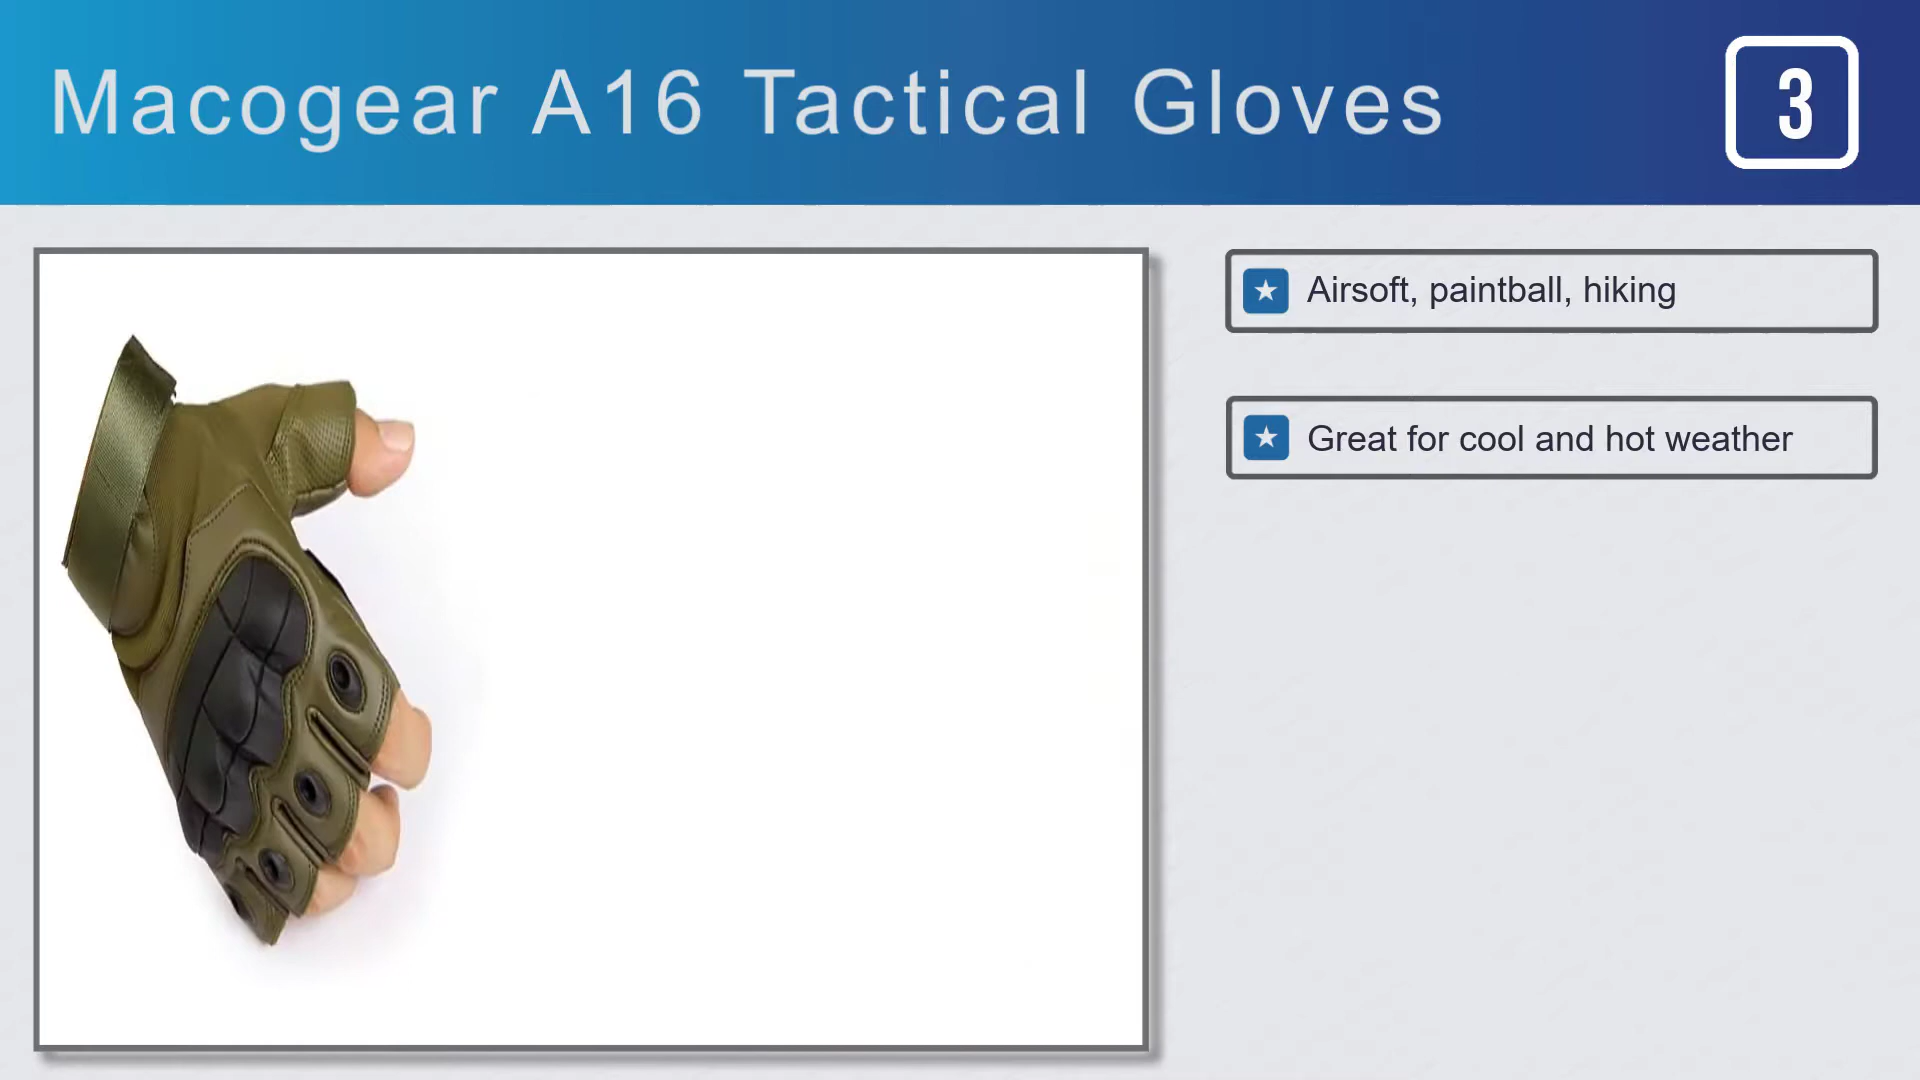 Macogear A16 Tactical Gloves
3
Airsoft, paintball, hiking
Great for cool and hot weather